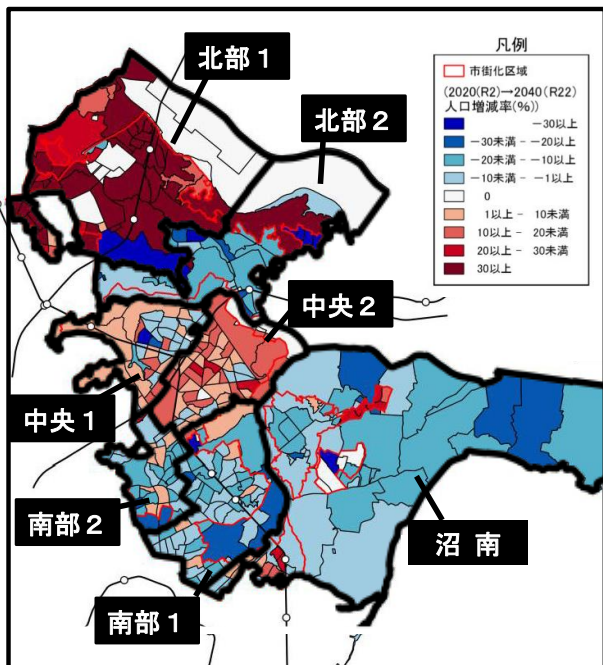 北部1
北部2
中央2
中央1
南部2
南部1
沼 南
凡例
市街化区域
(2020(R2)→2040(R22)
人口増減率(%))
-30以上
-30未満 - -20以上
-20未満 - -10以上
-10未満 - -1以上
0
1以上 - 10未満
10以上 - 20未満
20以上 - 30未満
30以上